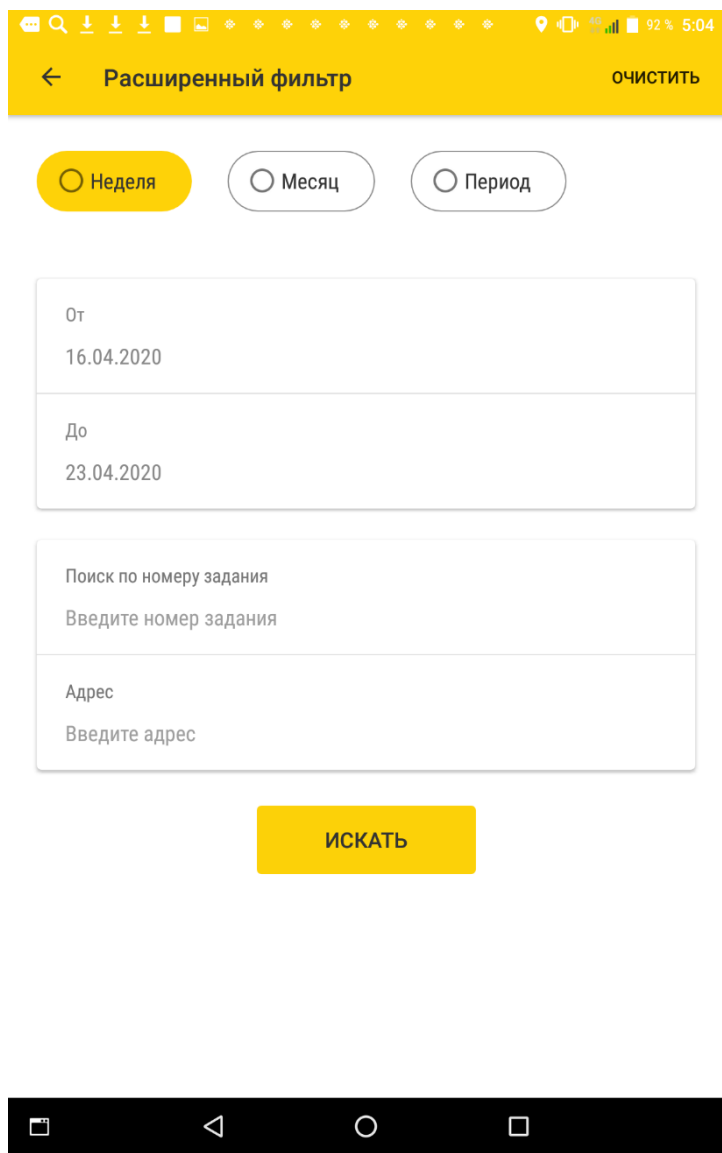 92 % 5:04
Расширенный фильтр ОЧИСТИТЬ
Неделя Месяц Период
От
16.04.2020
До
23.04.2020
Поиск по номеру задания
Введите номер задания
Адрес
Введите адрес
ИСКАТЬ